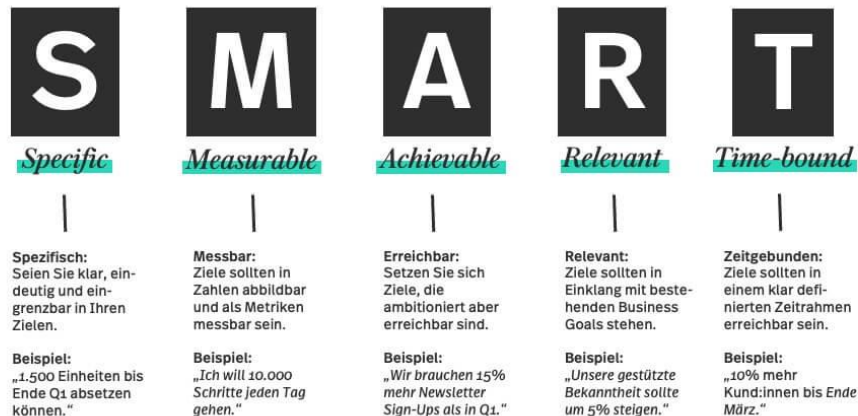 S
M
A
R
T
Specific
Measurable
Achievable
Relevant
Time-bound
Spezifisch:
Seien Sie klar, ein-
deutig und ein-
grenzbar in Ihren
Zielen.
Beispiel:
„1.500 Einheiten bis
Ende Q1 absetzen
können.“
Messbar:
Ziele sollten in
Zahlen abbildbar
und als Metriken
messbar sein.
Beispiel:
„Ich will 10.000
Schritte jeden Tag
gehen.“
Erreichbar:
Setzen Sie sich
Ziele, die
ambitioniert aber
erreichbar sind.
Beispiel:
„Wir brauchen 15%
mehr Newsletter
Sign-Ups als in Q1.“
Relevant:
Ziele sollten in
Einklang mit beste-
henden Business
Goals stehen.
Beispiel:
„Unsere gestützte
Bekanntheit sollte
um 5% steigen.“
Zeitgebunden:
Ziele sollten in
einem klar defi-
nierten Zeitrahmen
erreichbar sein.
Beispiel:
„10% mehr
Kund:innen bis Ende
März.“